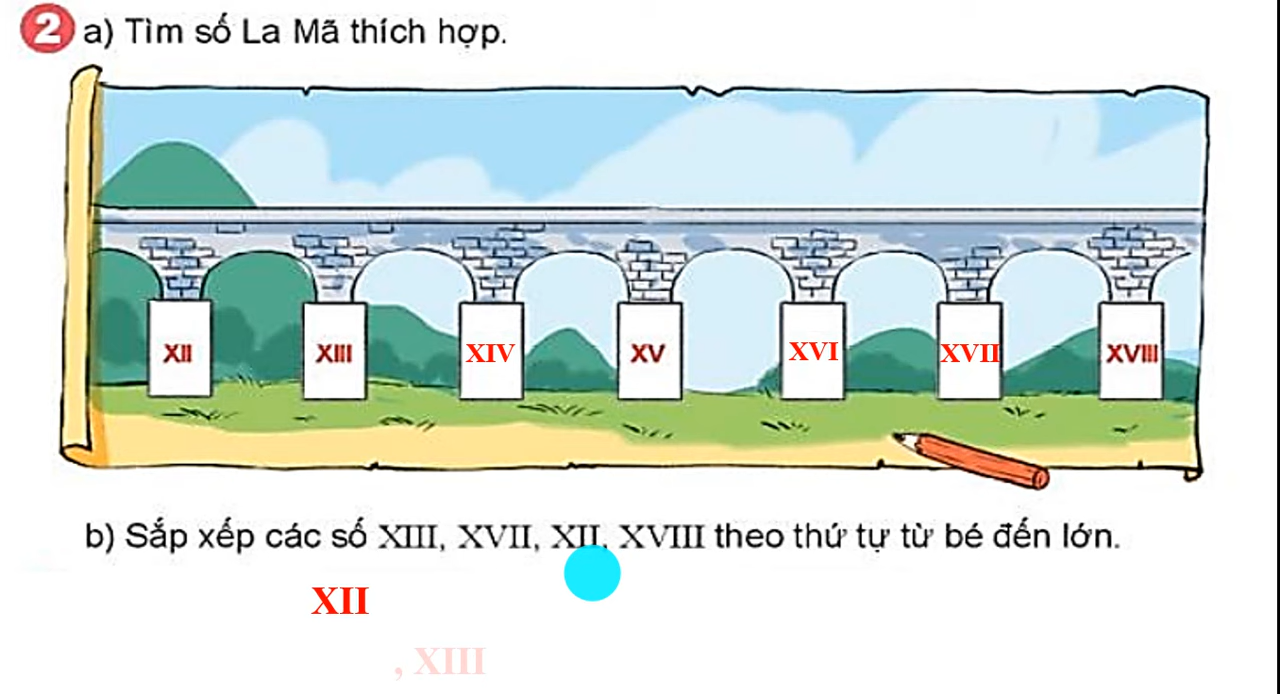 2 a) Tìm số La Mã thích hợp.
XII XIII XIV XV XVI XVII XVIII
b) Sắp xếp các số XIII, XVII, XII, XVIII theo thứ tự từ bé đến lớn.
XII
, XIII